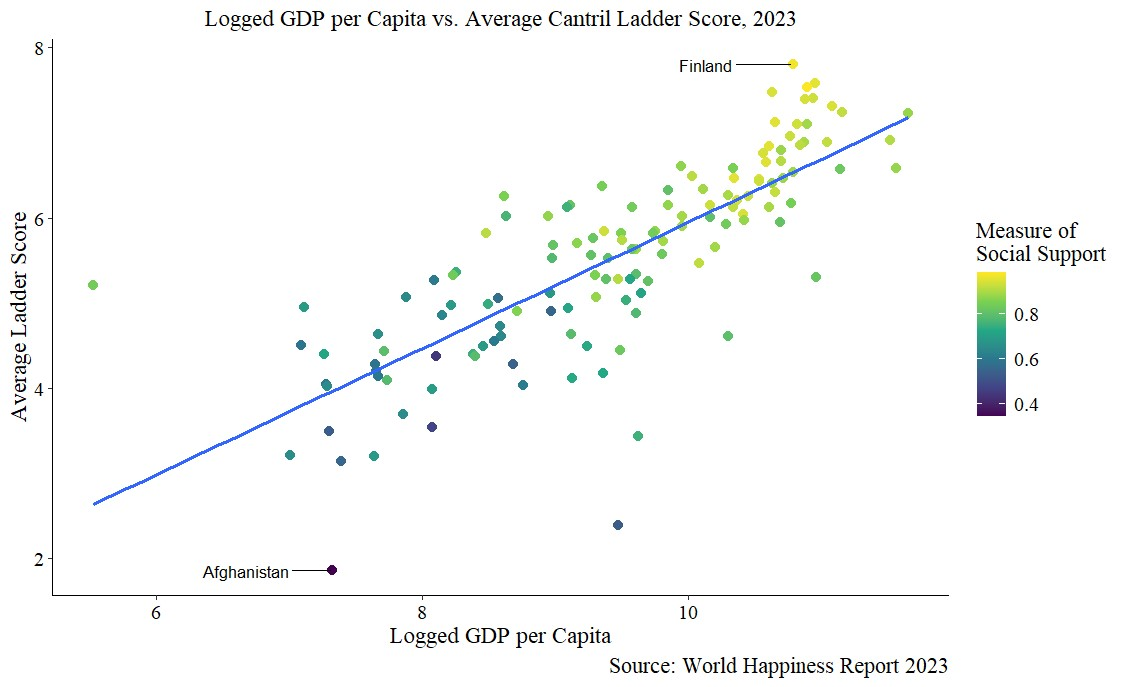 Logged GDP per Capita vs. Average Cantril Ladder Score, 2023
8
6
4
2
Average Ladder Score
Finland
Afghanistan
6 8 10
Logged GDP per Capita
Measure of
Social Support
0.8
0.6
0.4
Source: World Happiness Report 2023